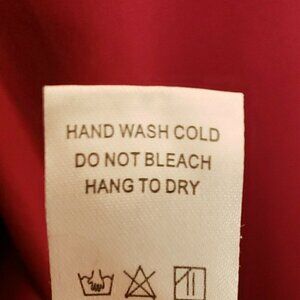 HAND WASH COLD
DO NOT BLEACH
HANG TO DRY